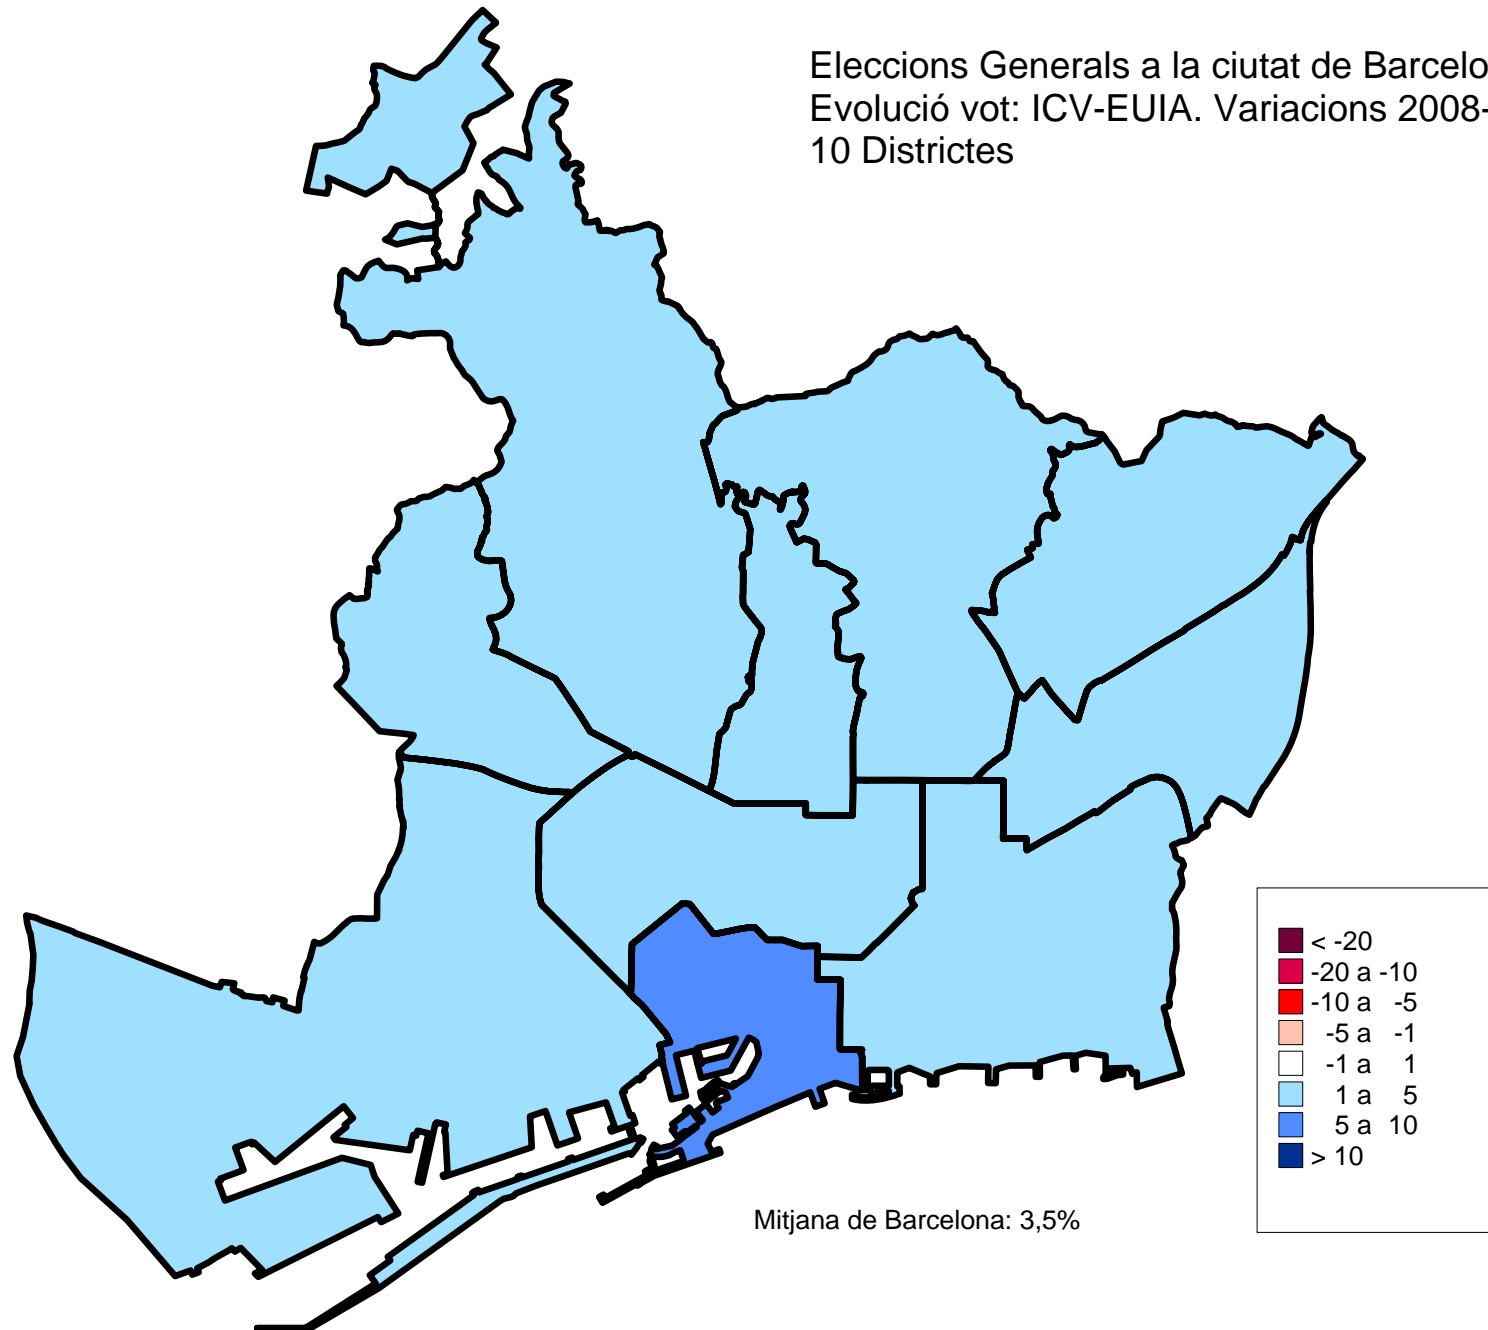 Eleccions Generals a la ciutat de Barcelo
Evolució vot: ICV-EUIA. Variacions 2008-
10 Districtes
< -20
-20 a -10
-10 a -5
-5 a -1
-1 a 1
1 a 5
5 a 10
> 10
Mitjana de Barcelona: 3,5%